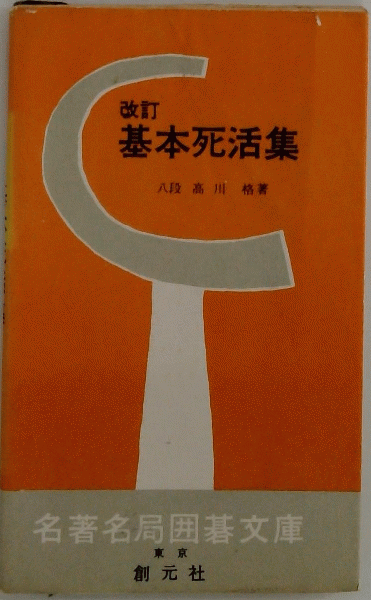 改訂
基本死活集
八段 高川 格著
名著名局囲碁文庫
東京
創元社